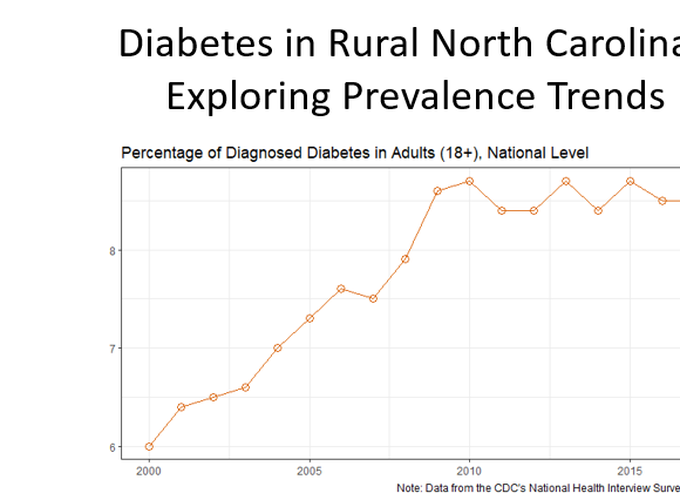 Diabetes in Rural North Carolina
Exploring Prevalence Trends
Percentage of Diagnosed Diabetes in Adults (18+), National Level
8
7
6
2000 2005 2010 2015
Note: Data from the CDC's National Health Interview